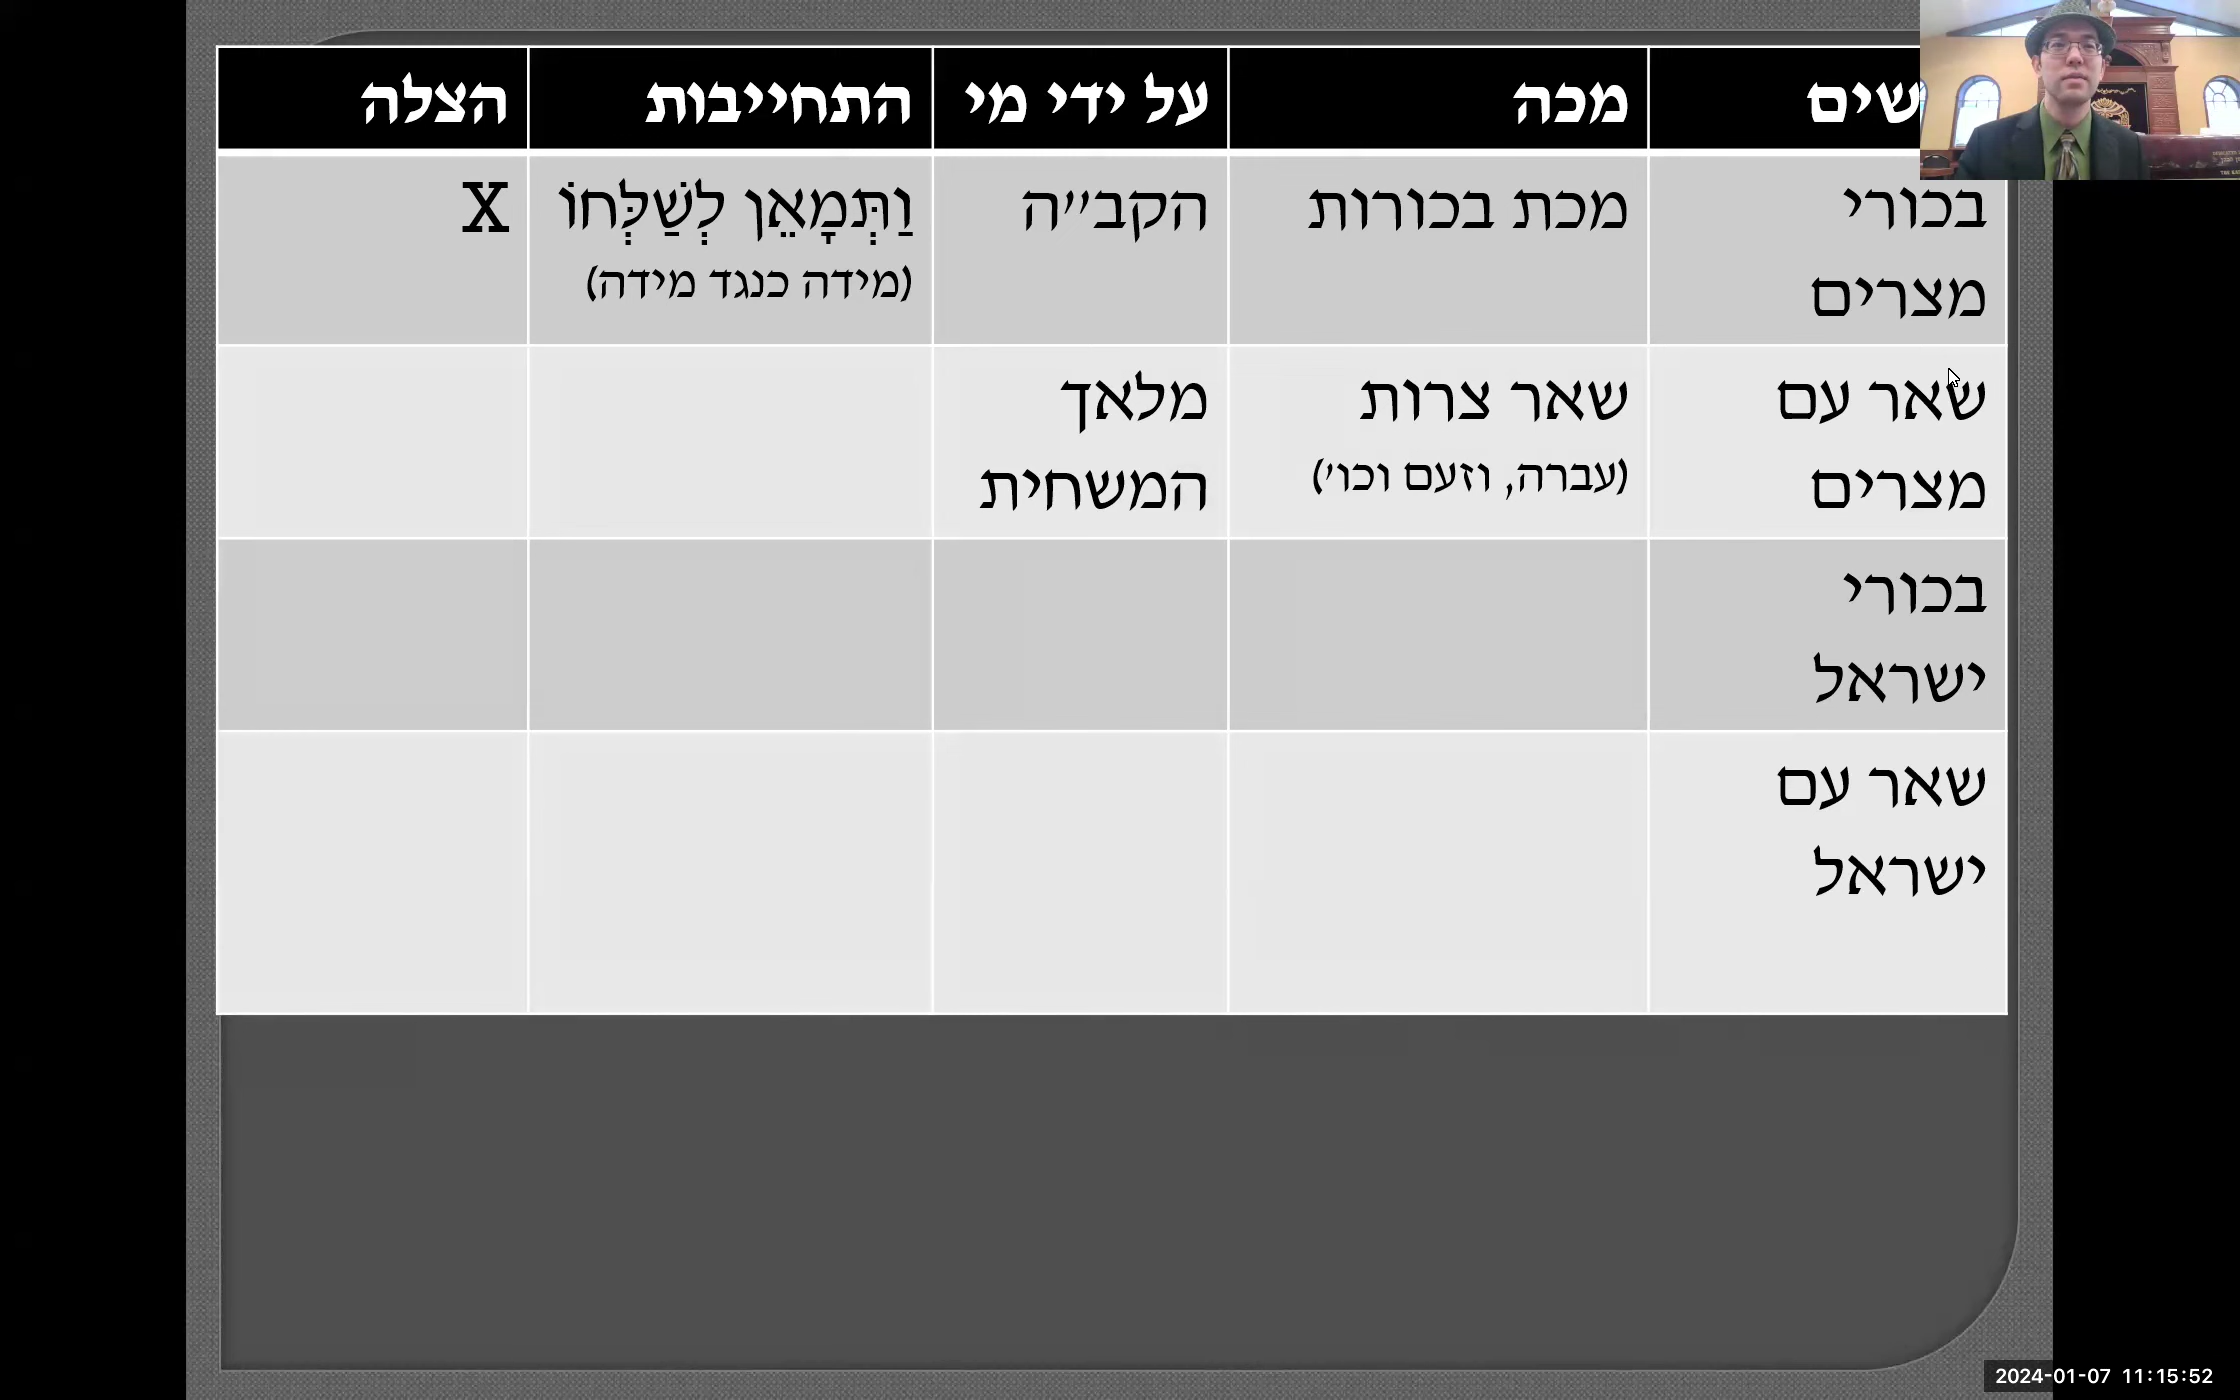 שים מכה על ידי מי התחייבות הצלה
בכורי מצרים מכת בכורות הקב״ה וַתְּמָאֵן לְשַׁלְּחוֹ X
(מידה כנגד מידה)
שאר עם מצרים שאר צרות מלאך המשחית
(עברה, וזעם וכו׳)
בכורי
ישראל
שאר עם
ישראל
2024-01-07 11:15:52